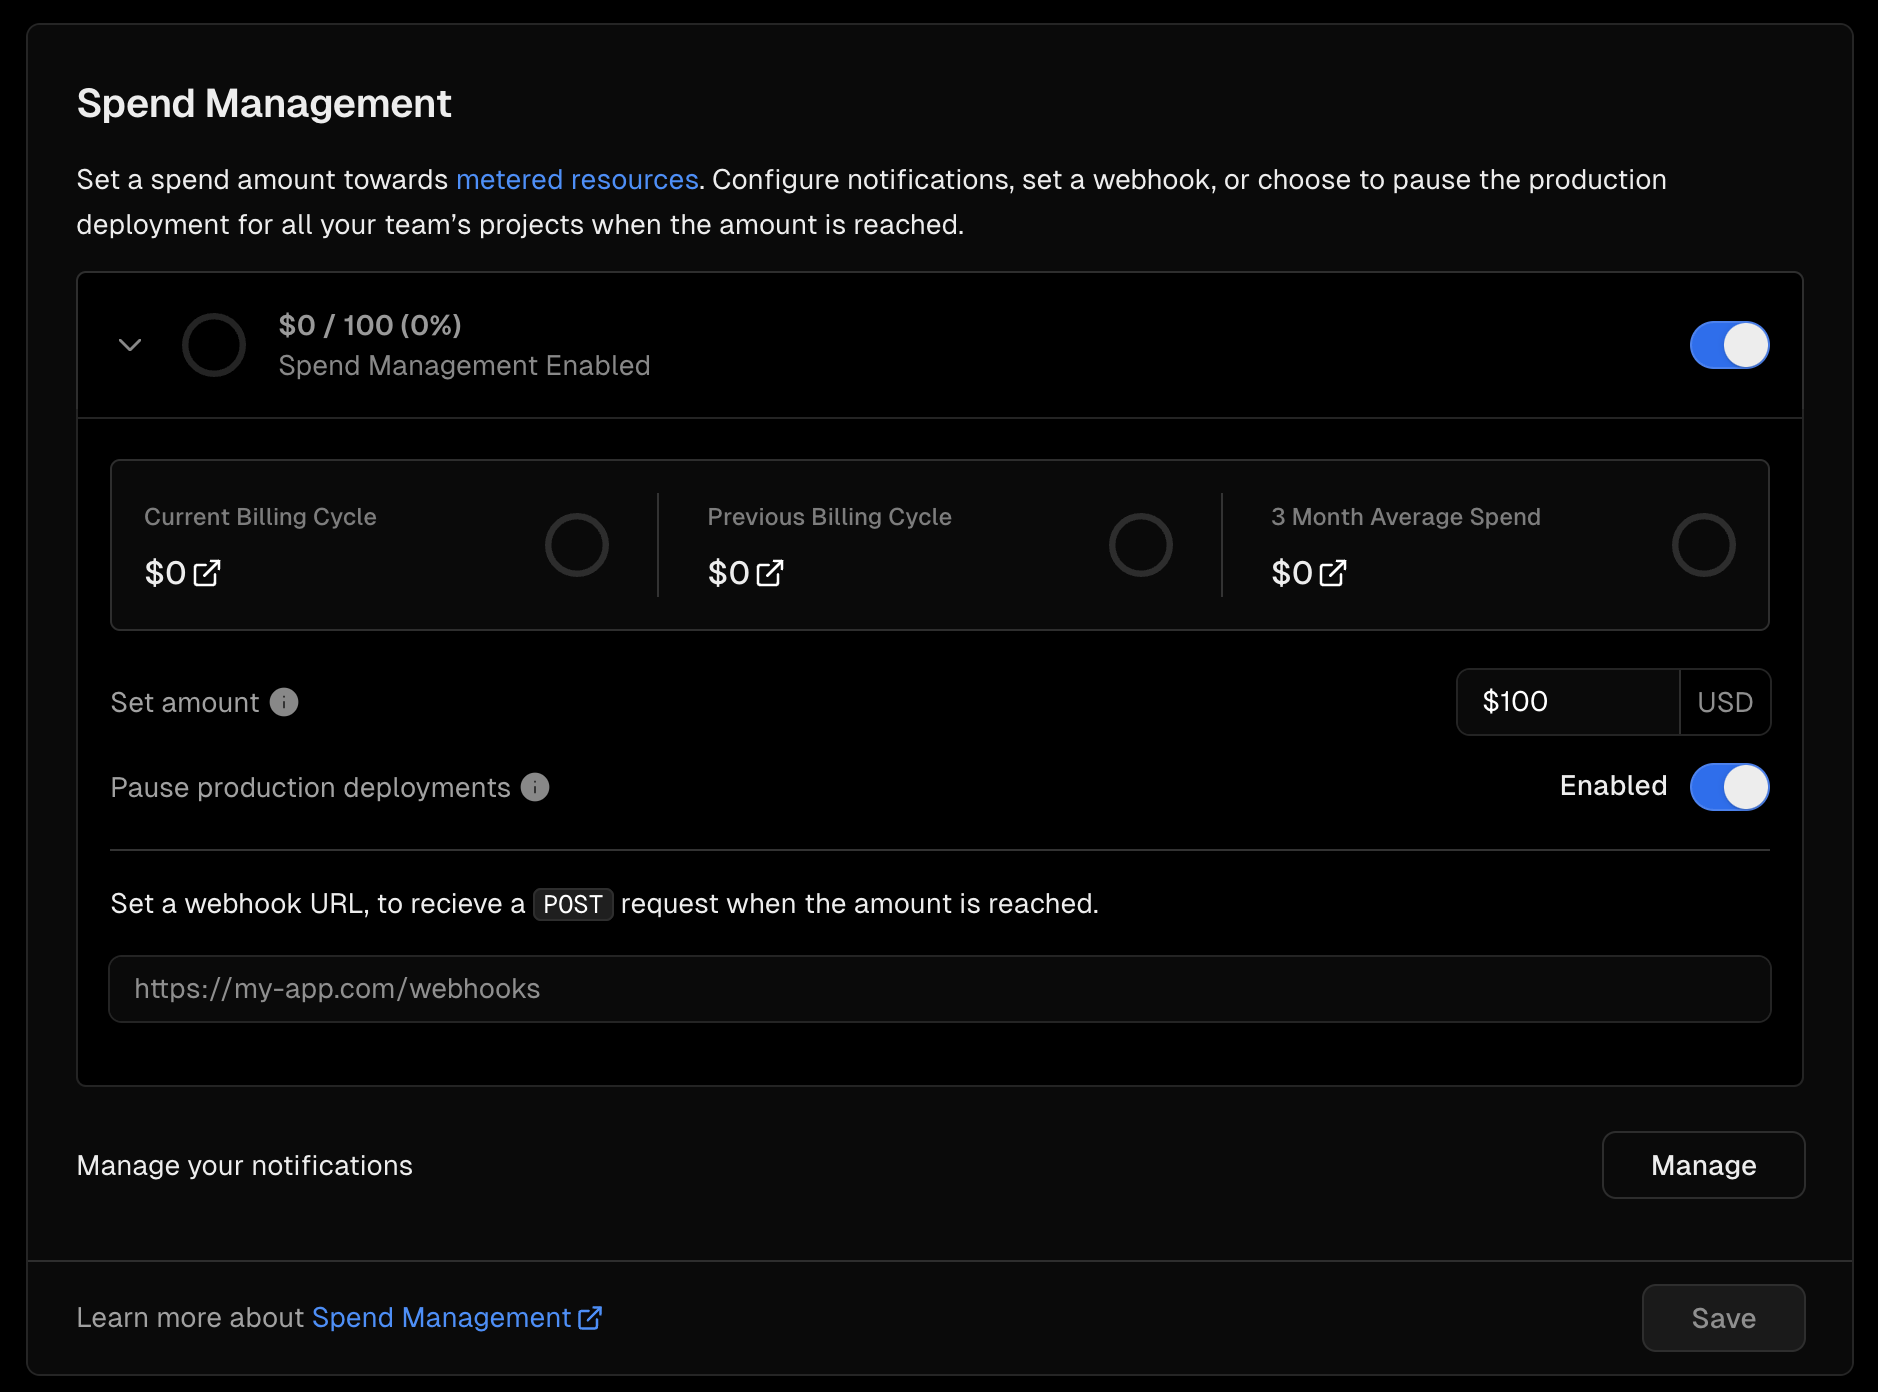 Spend Management
Set a spend amount towards metered resources. Configure notifications, set a webhook, or choose to pause the production
deployment for all your team’s projects when the amount is reached.
$0 / 100 (0%)
Spend Management Enabled
Current Billing Cycle
$0
Previous Billing Cycle
$0
3 Month Average Spend
$0
Set amount
$100 USD
Pause production deployments
Enabled
Set a webhook URL, to recieve a POST request when the amount is reached.
https://my-app.com/webhooks
Manage your notifications
Manage
Learn more about Spend Management
Save